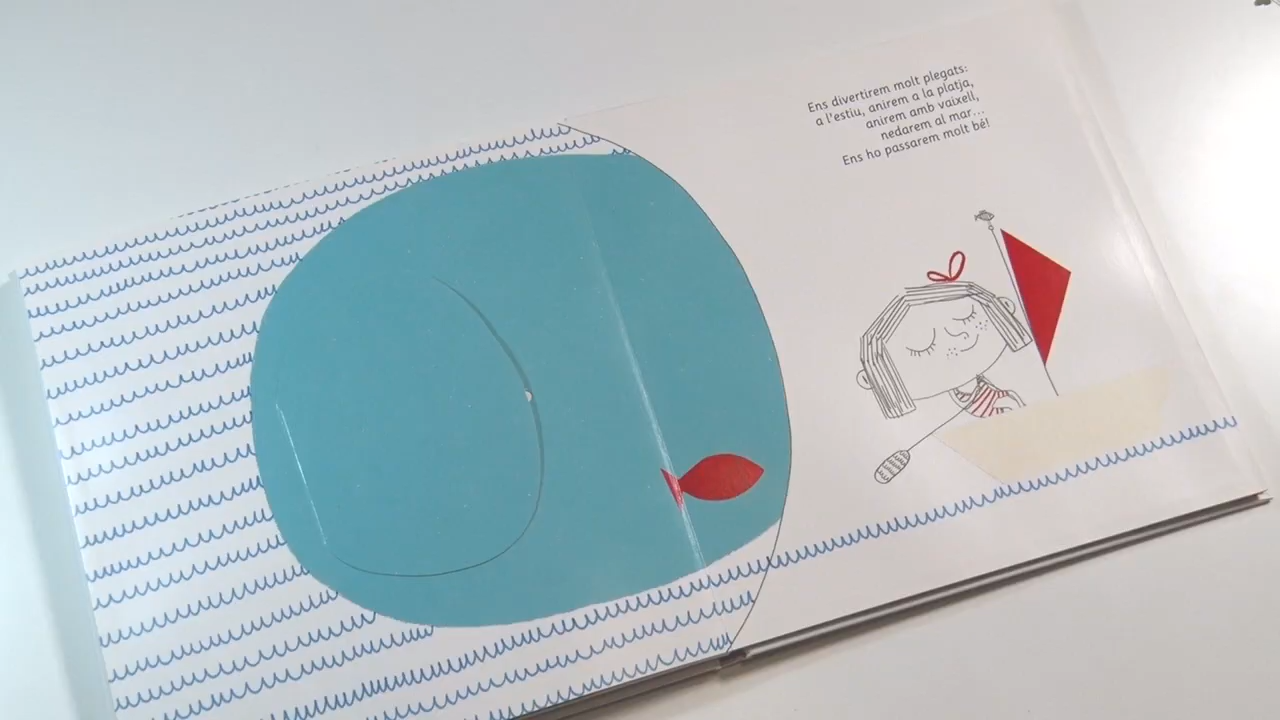 Ens divertirem molt plegats:
a l'estiu, anirem a la platja,
anirem amb vaixell,
nedarem al mar...
Ens ho passarem molt bé!